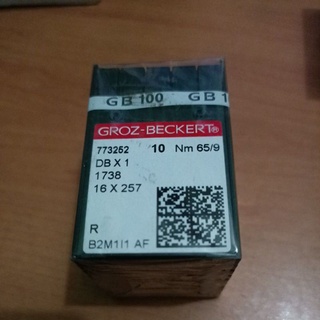 GB 100 GB 1
GROZ-BECKERT®
773252 10 Nm 65/9
DB X 1
1738
16 X 257
R
B2M1I1 AF